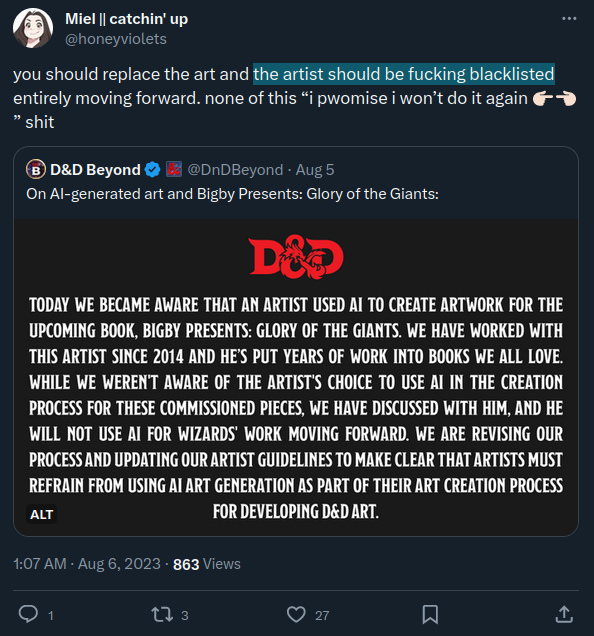 Miel || catchin' up
@honeyviolets
you should replace the art and the artist should be fucking blacklisted
entirely moving forward. none of this “i pwomise i won’t do it again 👉🏻👈🏻
” shit
B D&D Beyond @DnDBeyond · Aug 5
On AI-generated art and Bigby Presents: Glory of the Giants:
D&D
TODAY WE BECAME AWARE THAT AN ARTIST USED AI TO CREATE ARTWORK FOR THE
UPCOMING BOOK, BIGBY PRESENTS: GLORY OF THE GIANTS. WE HAVE WORKED WITH
THIS ARTIST SINCE 2014 AND HE'S PUT YEARS OF WORK INTO BOOKS WE ALL LOVE.
WHILE WE WEREN'T AWARE OF THE ARTIST'S CHOICE TO USE AI IN THE CREATION
PROCESS FOR THESE COMMISSIONED PIECES, WE HAVE DISCUSSED WITH HIM, AND HE
WILL NOT USE AI FOR WIZARDS' WORK MOVING FORWARD. WE ARE REVISING OUR
PROCESS AND UPDATING OUR ARTIST GUIDELINES TO MAKE CLEAR THAT ARTISTS MUST
REFRAIN FROM USING AI ART GENERATION AS PART OF THEIR ART CREATION PROCESS
FOR DEVELOPING D&D ART.
ALT
1:07 AM · Aug 6, 2023 · 863 Views
1 3 27